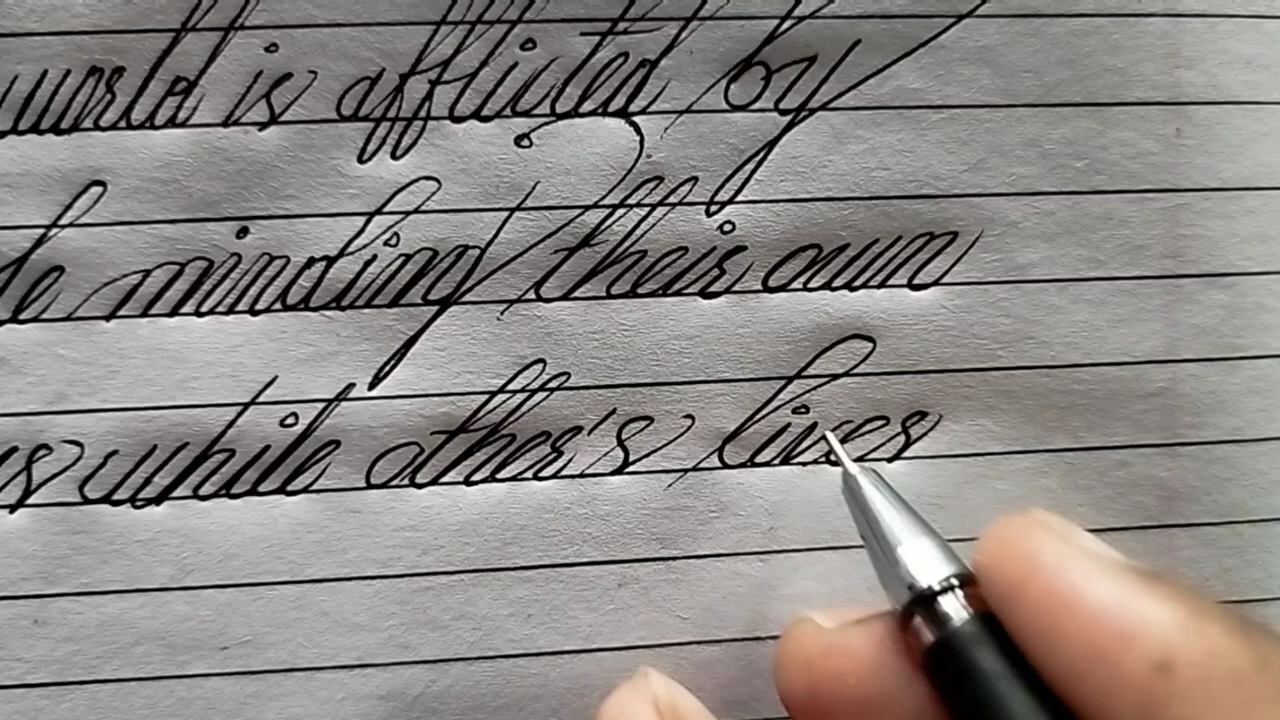 world is afflicted by
minding their own
while other's lives